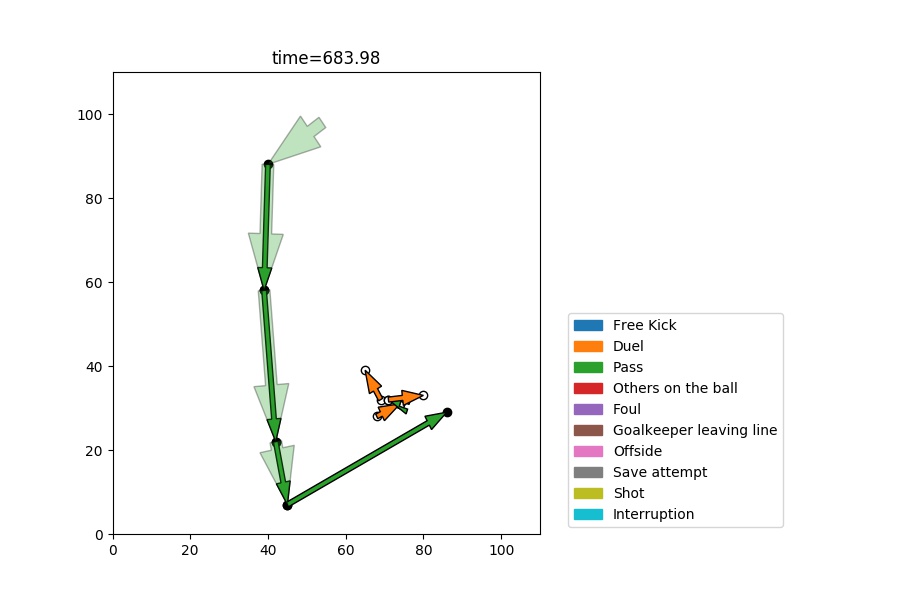 time=683.98
100
80
60
40
20
0
0 20 40 60 80 100
Free Kick
Duel
Pass
Others on the ball
Foul
Goalkeeper leaving line
Offside
Save attempt
Shot
Interruption